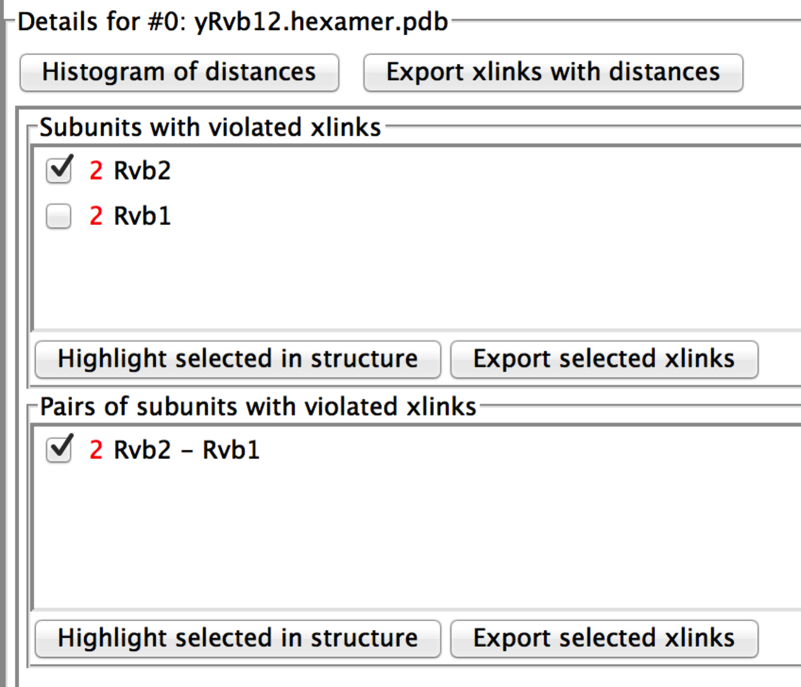 Details for #0: yRvb12.hexamer.pdb
Histogram of distances Export xlinks with distances
Subunits with violated xlinks
2 Rvb2
2 Rvb1
Highlight selected in structure Export selected xlinks
Pairs of subunits with violated xlinks
2 Rvb2 - Rvb1
Highlight selected in structure Export selected xlinks